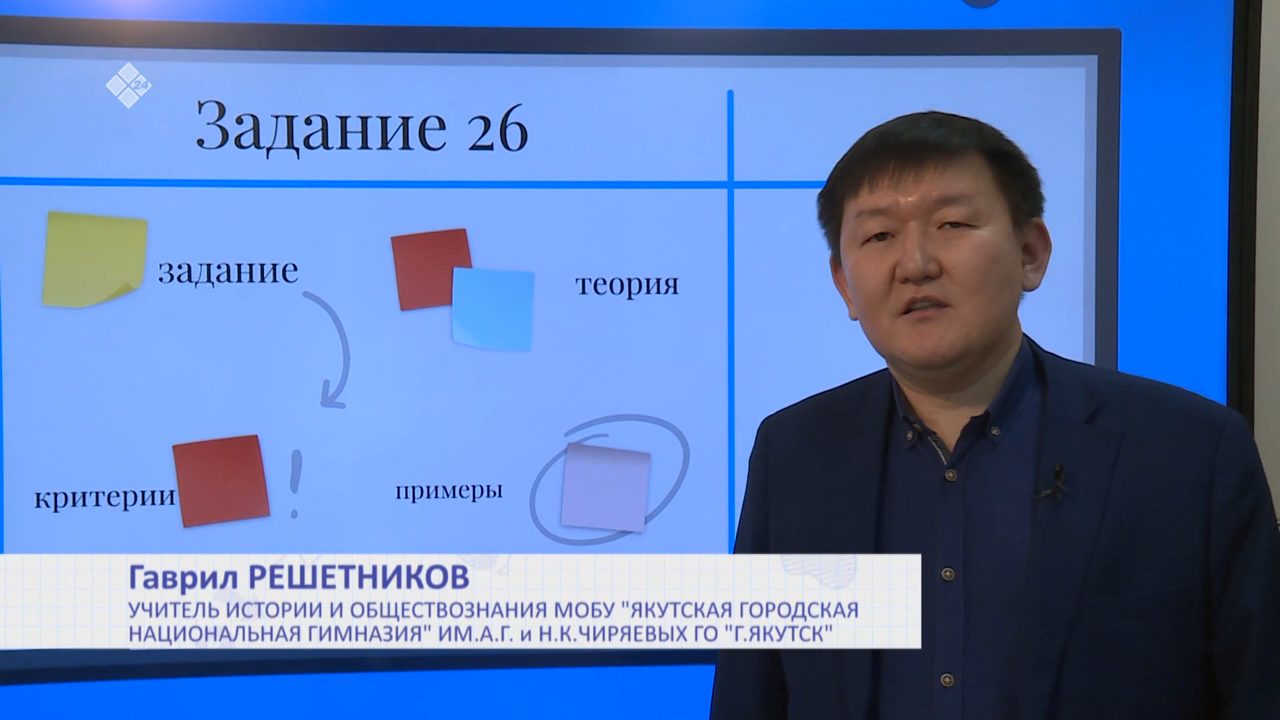 24
Задание 26
задание
теория
критерии
!
примеры
Гаврил РЕШЕТНИКОВ
УЧИТЕЛЬ ИСТОРИИ И ОБЩЕСТВОЗНАНИЯ МОБУ "ЯКУТСКАЯ ГОРОДСКАЯ
НАЦИОНАЛЬНАЯ ГИМНАЗИЯ" ИМ.А.Г. и Н.К.ЧИРЯЕВЫХ ГО "Г.ЯКУТСК"